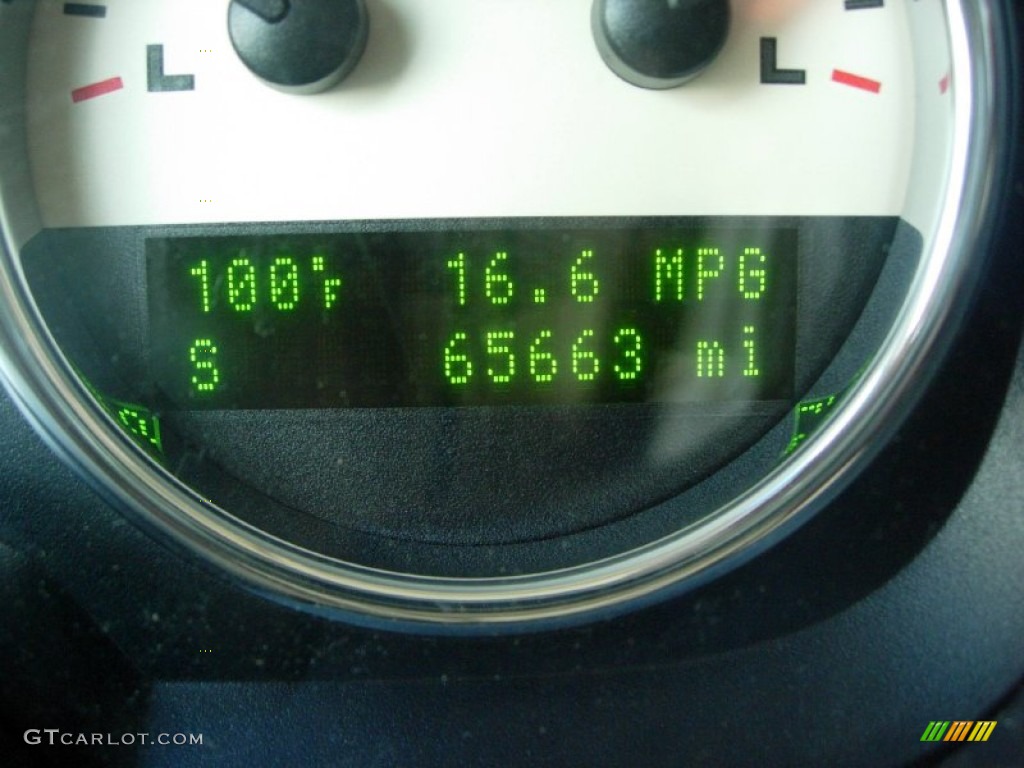 L L
100°F 16.6 MPG
S 65663 mi
GTCARLOT.COM